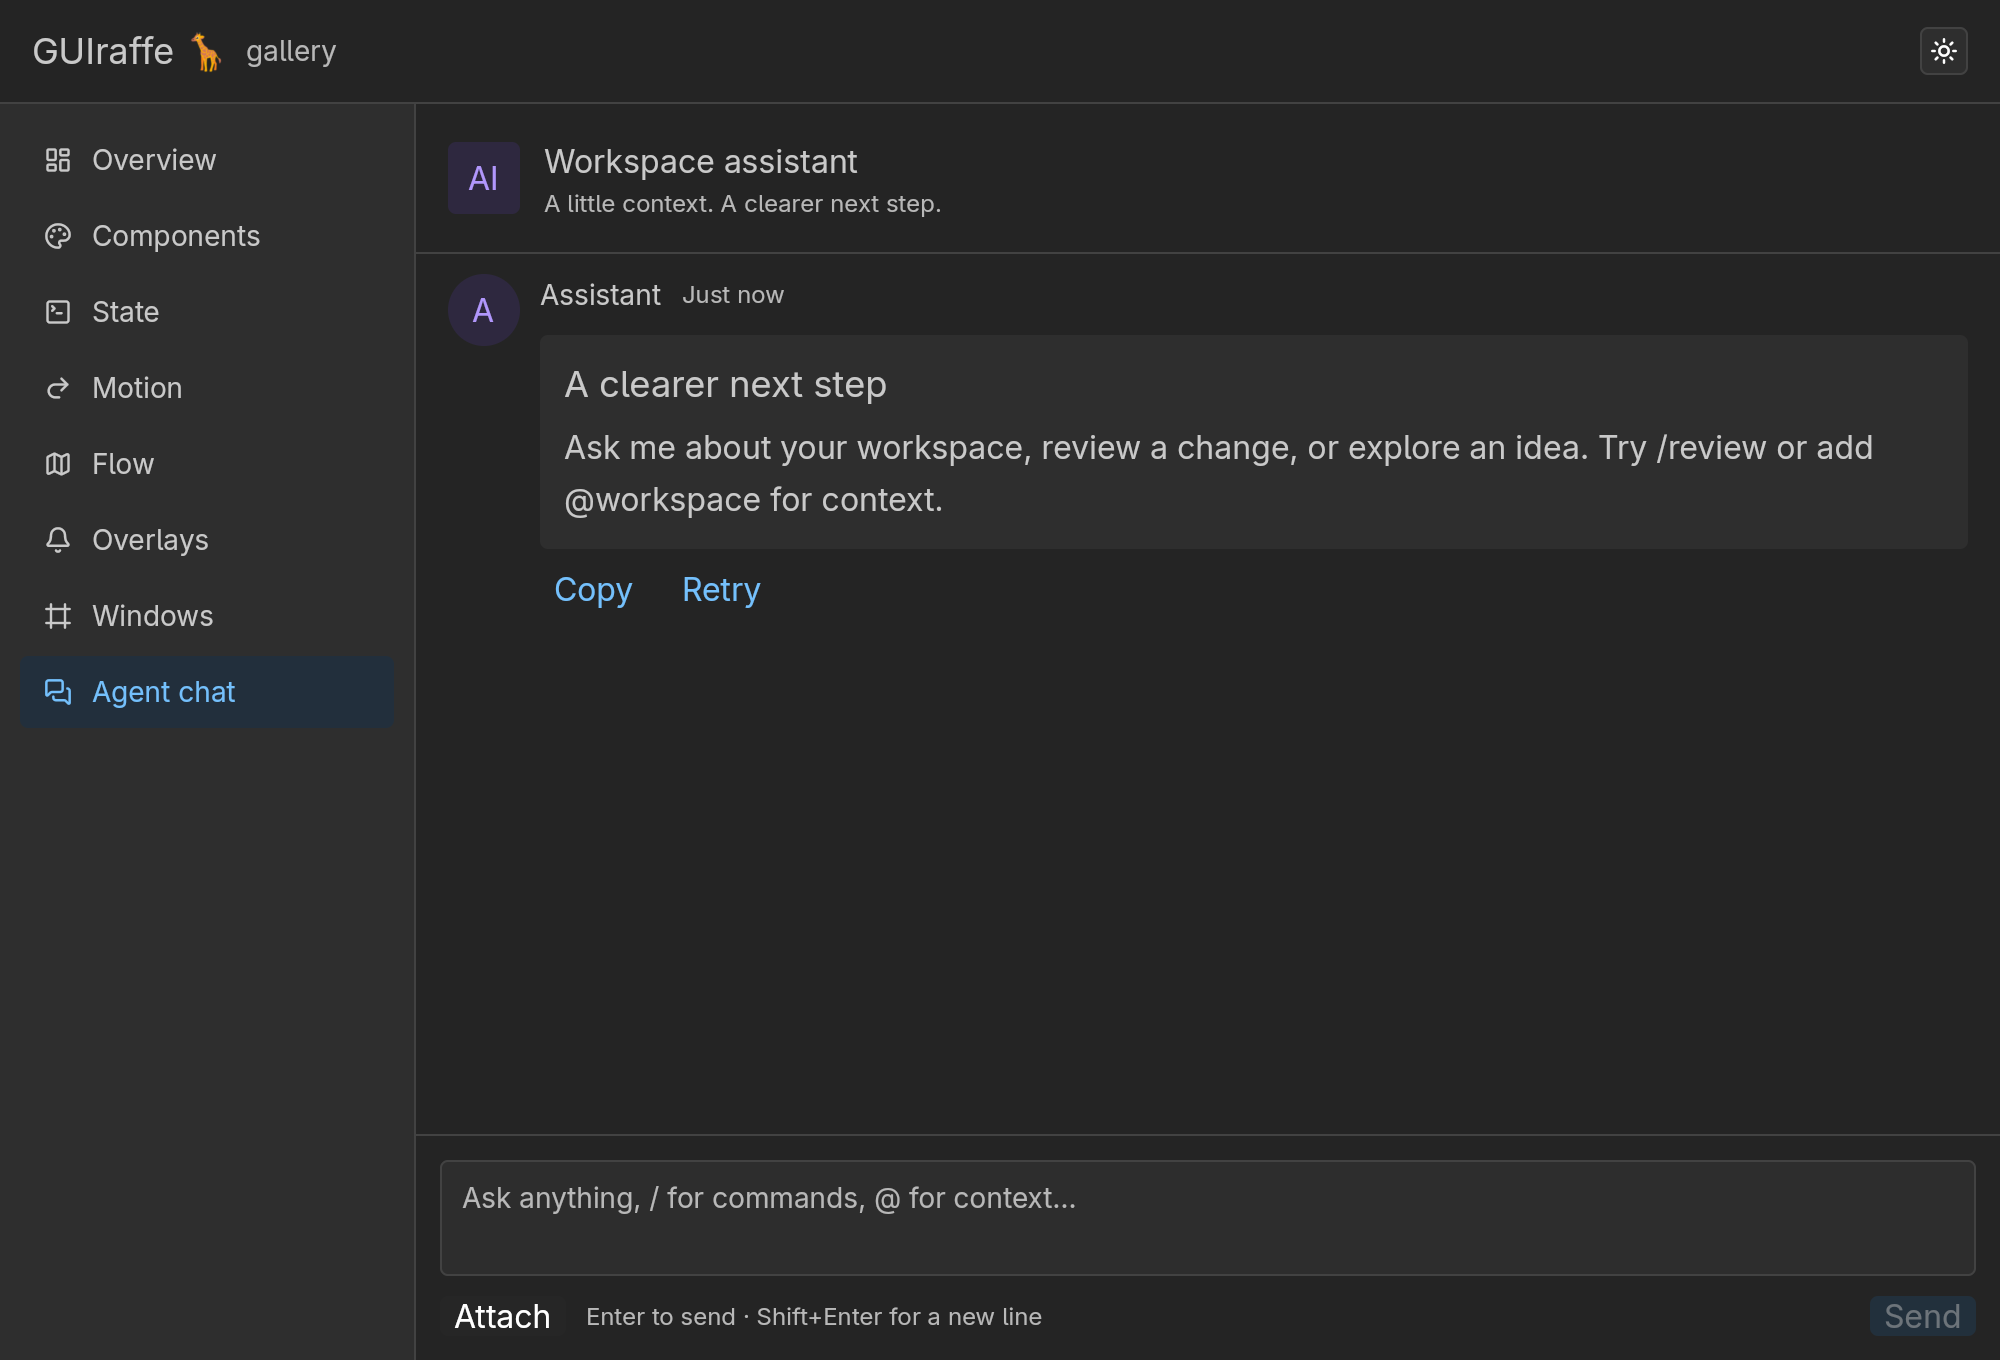 GUIraffe 🦒 gallery
Overview
Components
State
Motion
Flow
Overlays
Windows
Agent chat
AI
Workspace assistant
A little context. A clearer next step.
A
Assistant Just now
A clearer next step
Ask me about your workspace, review a change, or explore an idea. Try /review or add
@workspace for context.
Copy Retry
Ask anything, / for commands, @ for context...
Attach Enter to send · Shift+Enter for a new line Send